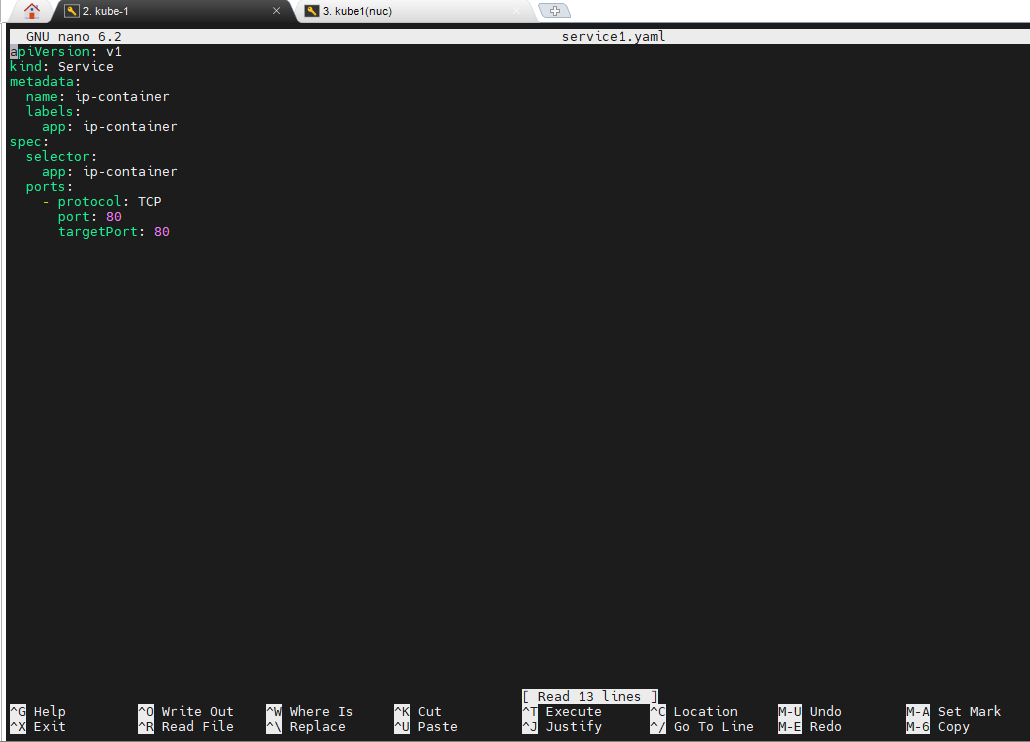 2. kube-1
3. kube1(nuc)
GNU nano 6.2 service1.yaml
apiVersion: v1
kind: Service
metadata:
  name: ip-container
  labels:
    app: ip-container
spec:
  selector:
    app: ip-container
  ports:
    - protocol: TCP
      port: 80
      targetPort: 80
[ Read 13 lines ]
^G Help ^O Write Out ^W Where Is ^K Cut ^T Execute ^C Location M-U Undo M-A Set Mark
^X Exit ^R Read File ^\ Replace ^U Paste ^J Justify ^/ Go To Line M-E Redo M-6 Copy